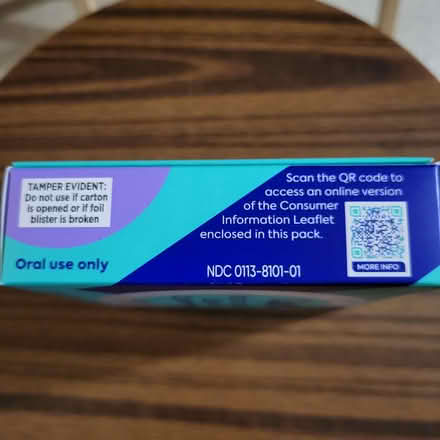 TAMPER EVIDENT:
Do not use if carton
is opened or if foil
blister is broken
Oral use only
Scan the QR code to
access an online version
of the Consumer
Information Leaflet
enclosed in this pack.
NDC 0113-8101-01
MORE INFO